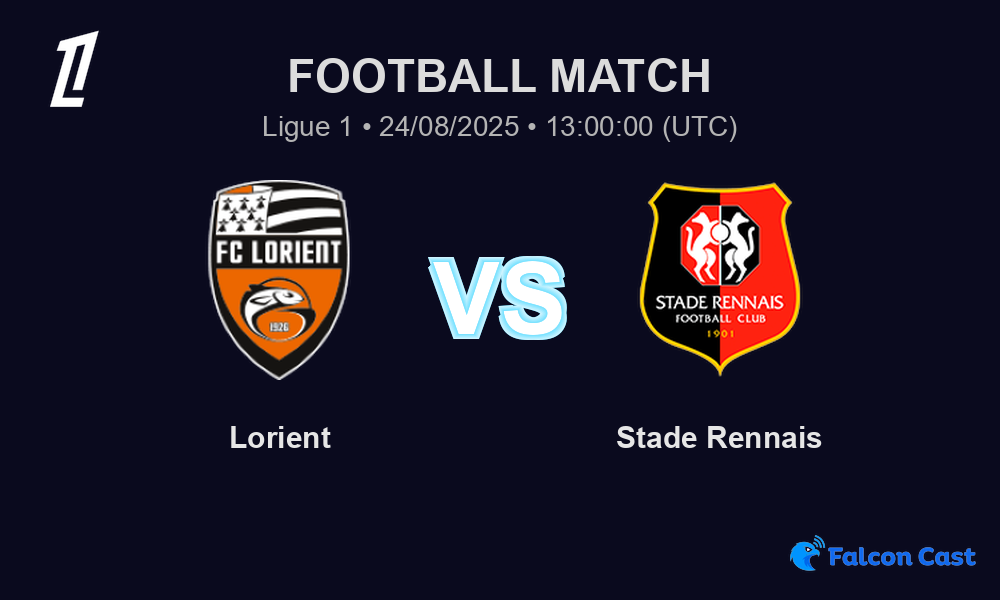 FOOTBALL MATCH
Ligue 1 • 24/08/2025 • 13:00:00 (UTC)
FC LORIENT
1926
VS
STADE RENNAIS
FOOTBALL CLUB
1901
Lorient
Stade Rennais
Falcon Cast